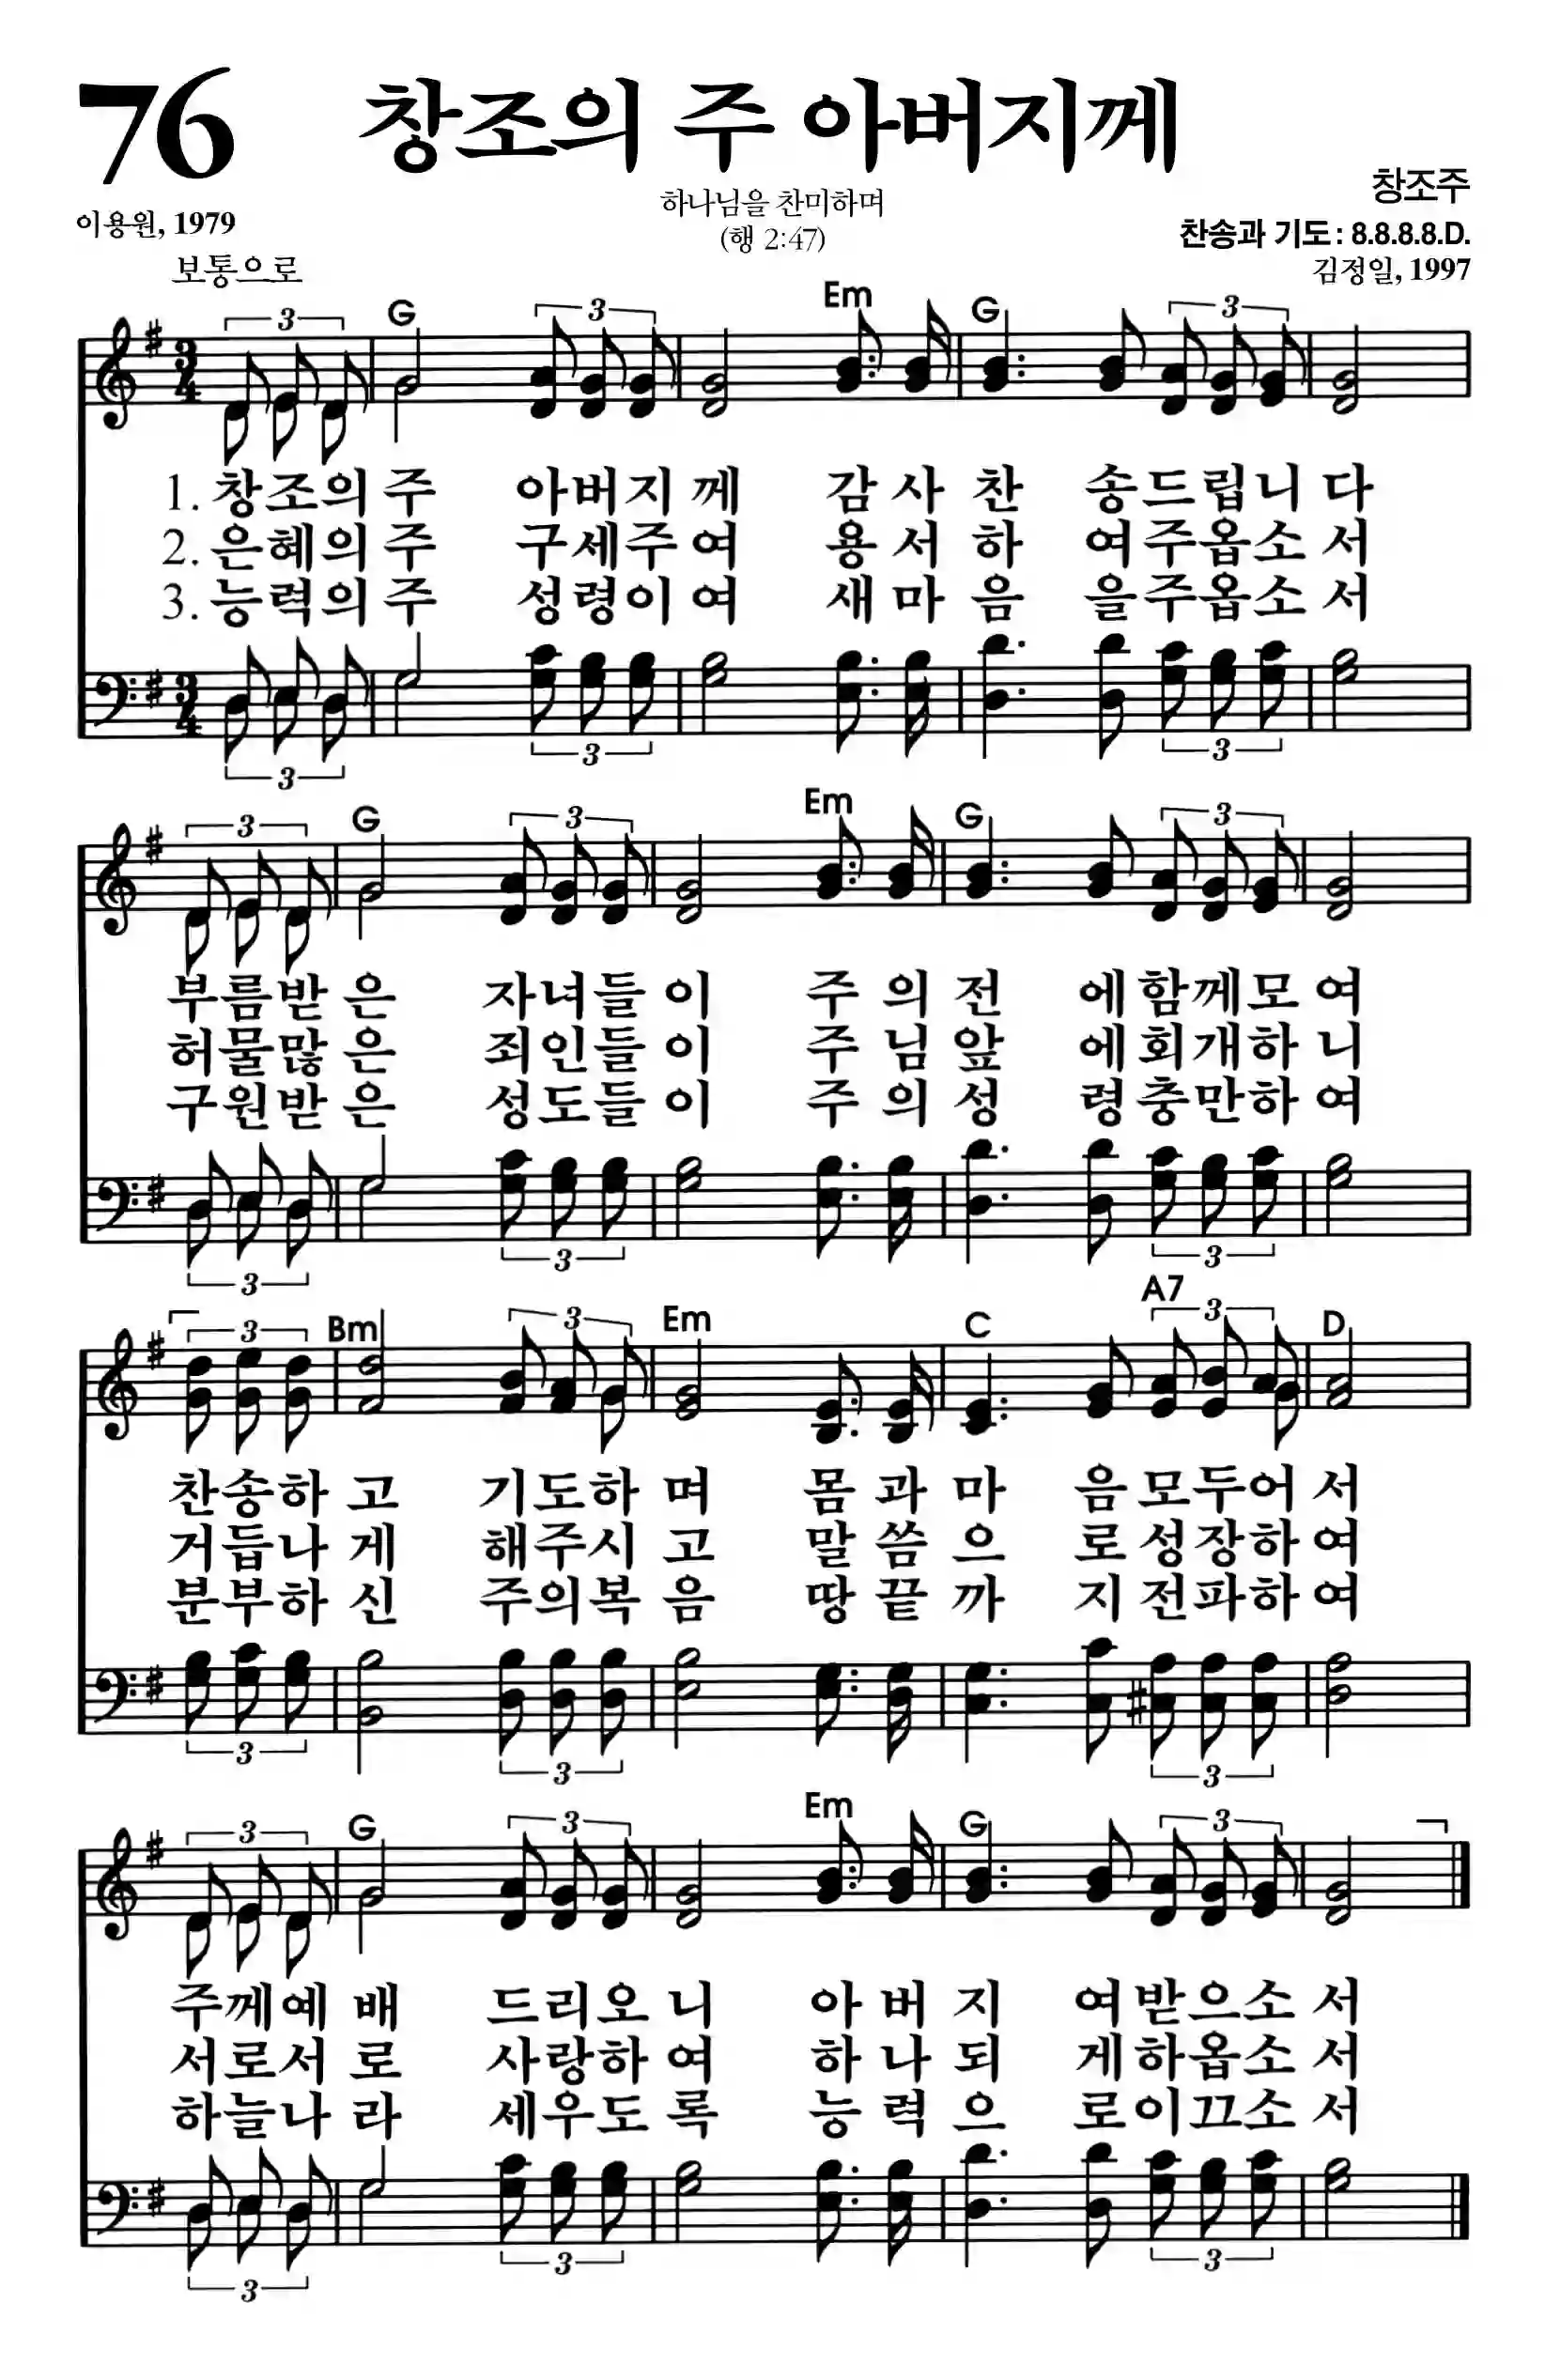 76 창조의 주 아버지께
창조주
하나님을 찬미하며
이용원, 1979
(행 2:47)
찬송과 기도: 8.8.8.8.D.
김정일, 1997
보통으로
3 G 3 Em G 3
3
4
1. 창조의주 아버지께 감사찬 송드립니다
2. 은혜의주 구세주여 용서하 여주옵소서
3. 능력의주 성령이여 새마음 을주옵소서
3
4
3 3 3
3 G 3 Em G 3
부름받은 자녀들이 주의전 에함께모여
허물많은 죄인들이 주님앞 에회개하니
구원받은 성도들이 주의성 령충만하여
3 3 3
3 Bm 3 Em C A7 3 D
찬송하고 기도하며 몸과마 음모두어서
거듭나게 해주시고 말씀으 로성장하여
분부하신 주의복음 땅끝까 지전파하여
3 3 3
3 G 3 Em G 3
주께예배 드리오니 아버지 여받으소서
서로서로 사랑하여 하나되 게하옵소서
하늘나라 세우도록 능력으 로이끄소서
3 3 3